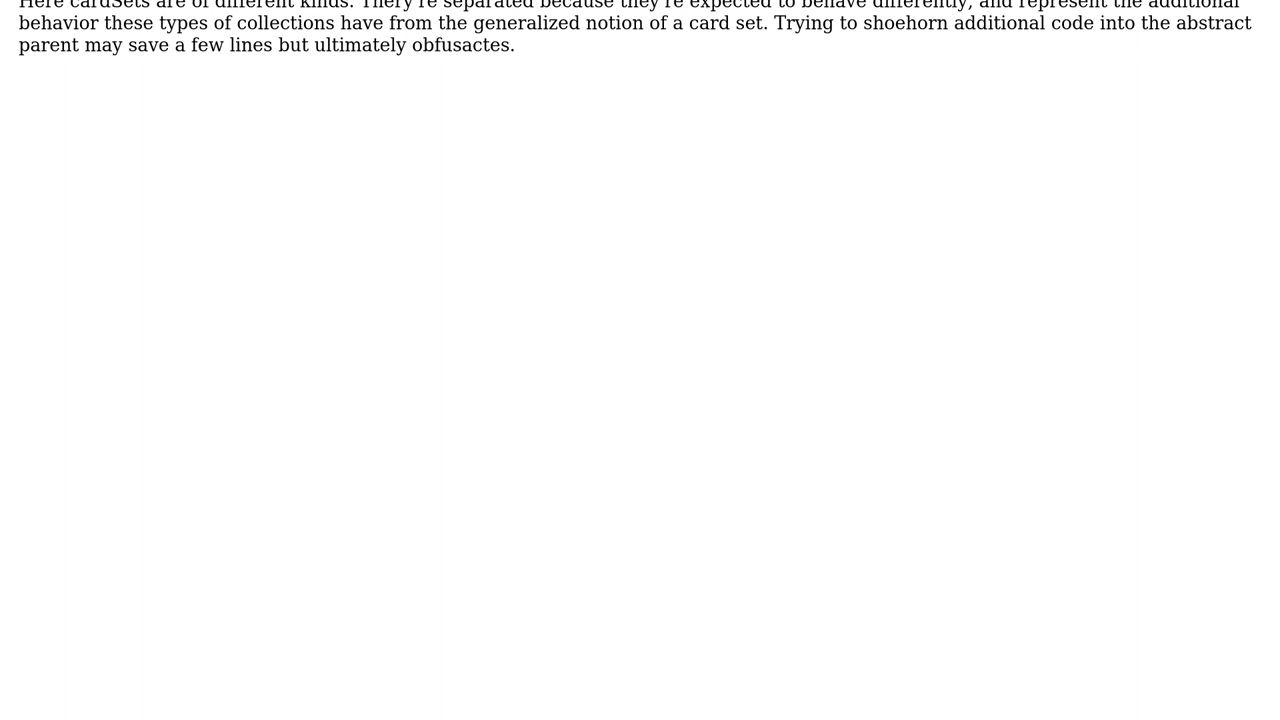 Here cardSets are of different kinds. They're separated because they're expected to behave differently, and represent the additional
behavior these types of collections have from the generalized notion of a card set. Trying to shoehorn additional code into the abstract
parent may save a few lines but ultimately obfusactes.